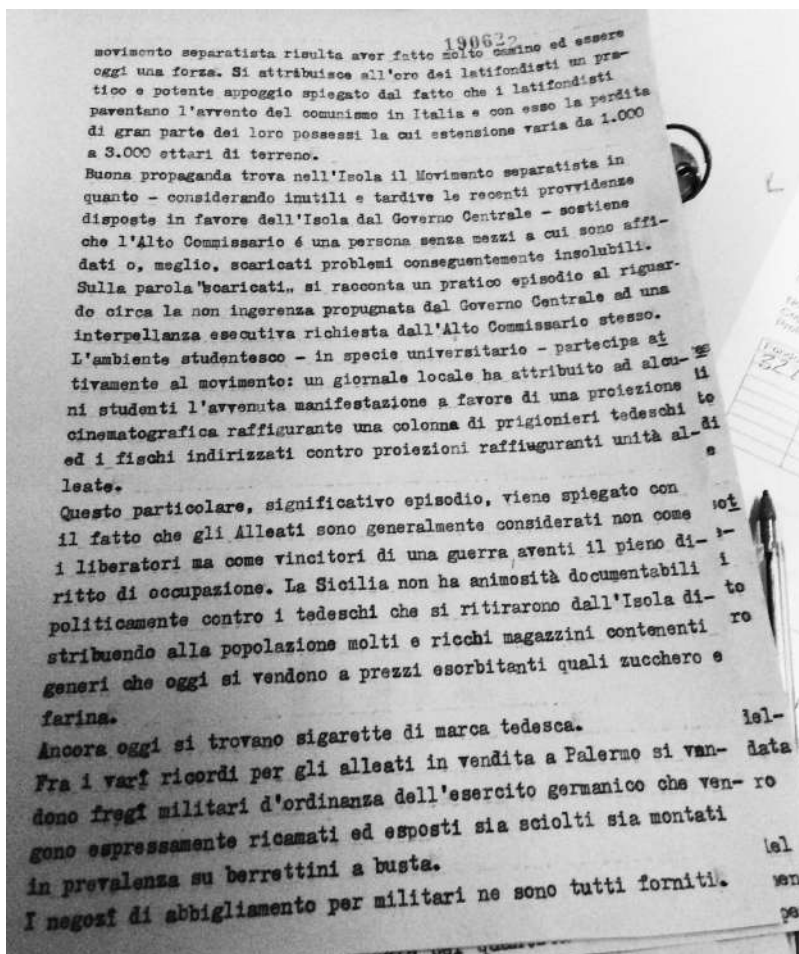 190622
movimento separatista risulta aver fatto molto camino ed essere
oggi una forza. Si attribuisce all'oro dei latifondisti un pra-
tico e potente appoggio spiegato dal fatto che i latifondisti
paventano l'avvento del comunismo in Italia e con esso la perdita
di gran parte dei loro possessi la cui estensione varia da 1.000
a 3.000 ettari di terreno.
Buona propaganda trova nell'Isola il Movimento separatista in
quanto - considerando inutili e tardive le recenti provvidenze
disposte in favore dell'Isola dal Governo Centrale - sostiene
che l'Alto Commissario é una persona senza mezzi a cui sono affi-
dati o, meglio, scaricati problemi conseguentemente insolubili.
Sulla parola "scaricati„ si racconta un pratico episodio al riguar-
do circa la non ingerenza propugnata dal Governo Centrale ad una
interpellanza esecutiva richiesta dall'Alto Commissario stesso.
L'ambiente studentesco - in specie universitario - partecipa at
tivamente al movimento: un giornale locale ha attribuito ad alcu-
ni studenti l'avvenuta manifestazione a favore di una proiezione
cinematografica raffigurante una colonna di prigionieri tedeschi
ed i fischi indirizzati contro proiezioni raffiuguranti unità al-
leate.
Questo particolare, significativo episodio, viene spiegato con
il fatto che gli Alleati sono generalmente considerati non come
i liberatori ma come vincitori di una guerra aventi il pieno di-
ritto di occupazione. La Sicilia non ha animosità documentabili
politicamente contro i tedeschi che si ritirarono dall'Isola di-
stribuendo alla popolazione molti e ricchi magazzini contenenti
generi che oggi si vendono a prezzi esorbitanti quali zucchero e
farina.
Ancora oggi si trovano sigarette di marca tedesca.
Fra i varî ricordi per gli alleati in vendita a Palermo si ven-
dono fregî militari d'ordinanza dell'esercito germanico che ven-
gono espressamente ricamati ed esposti sia sciolti sia montati
in prevalenza su berrettini a busta.
I negozî di abbigliamento per militari ne sono tutti forniti.